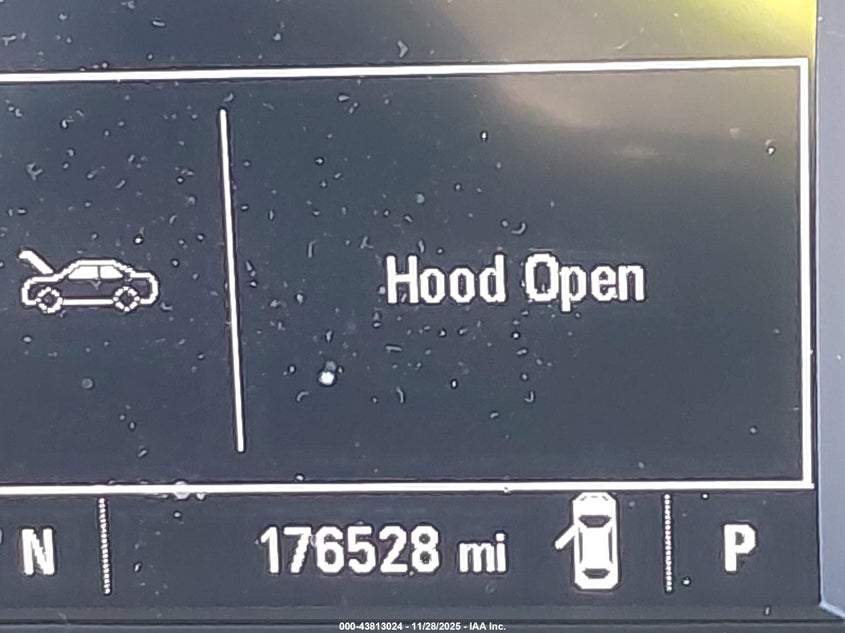 Hood Open
N 176528 mi P
000-43813024 - 11/28/2025 - IAA Inc.